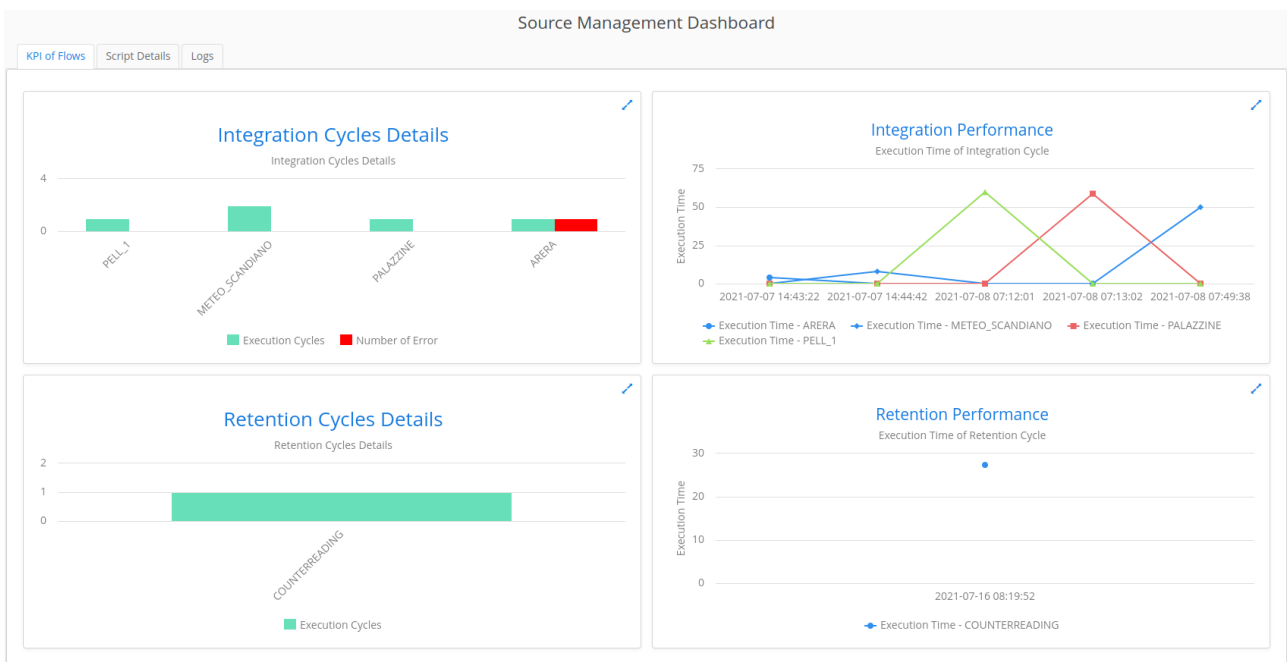 Source Management Dashboard
KPI of Flows Script Details Logs
Integration Cycles Details
Integration Cycles Details
4
0
PELL_1 METEO_SCANDIANO PALAZZINE ARERA
Execution Cycles Number of Error
Integration Performance
Execution Time of Integration Cycle
Execution Time
75
50
25
0
2021-07-07 14:43:22 2021-07-07 14:44:42 2021-07-08 07:12:01 2021-07-08 07:13:02 2021-07-08 07:49:38
Execution Time - ARERA Execution Time - METEO_SCANDIANO Execution Time - PALAZZINE
Execution Time - PELL_1
Retention Cycles Details
Retention Cycles Details
2
1
0
COUNTERREADING
Execution Cycles
Retention Performance
Execution Time of Retention Cycle
Execution Time
30
20
10
0
2021-07-16 08:19:52
Execution Time - COUNTERREADING